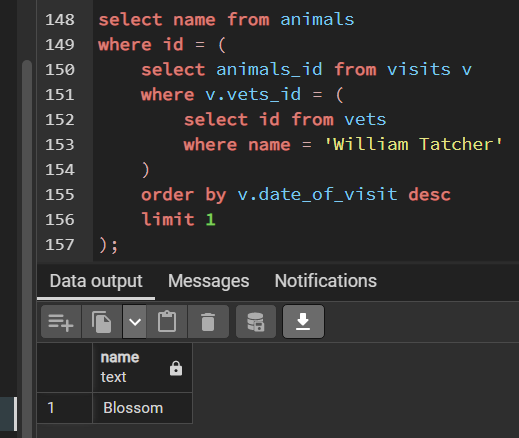 148 select name from animals
149 where id = (
150     select animals_id from visits v
151     where v.vets_id = (
152         select id from vets
153         where name = 'William Tatcher'
154     )
155     order by v.date_of_visit desc
156     limit 1
157 );
Data output Messages Notifications
name
text
1 Blossom